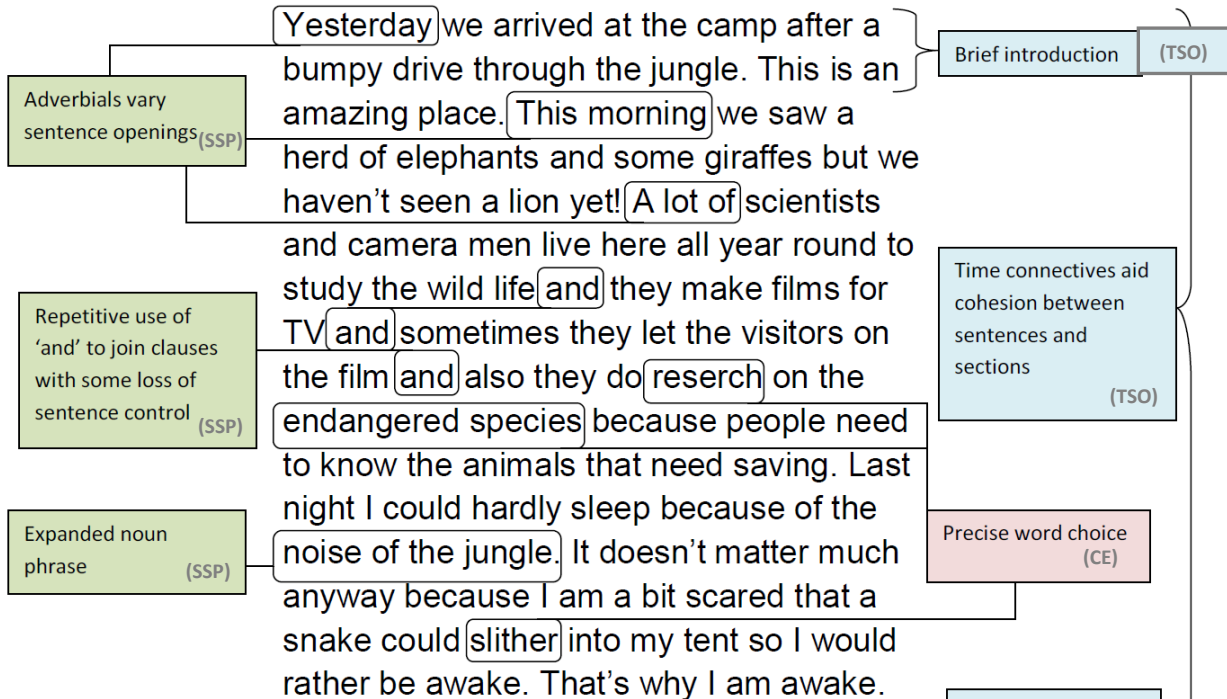 Yesterday we arrived at the camp after a
bumpy drive through the jungle. This is an
amazing place. This morning we saw a
herd of elephants and some giraffes but we
haven't seen a lion yet! A lot of scientists
and camera men live here all year round to
study the wild life and they make films for
TV and sometimes they let the visitors on
the film and also they do reserch on the
endangered species because people need
to know the animals that need saving. Last
night I could hardly sleep because of the
noise of the jungle. It doesn't matter much
anyway because I am a bit scared that a
snake could slither into my tent so I would
rather be awake. That's why I am awake.
Adverbials vary
sentence openings (SSP)
Repetitive use of
'and' to join clauses
with some loss of
sentence control (SSP)
Expanded noun
phrase (SSP)
Brief introduction (TSO)
Time connectives aid
cohesion between
sentences and
sections
(TSO)
Precise word choice
(CE)